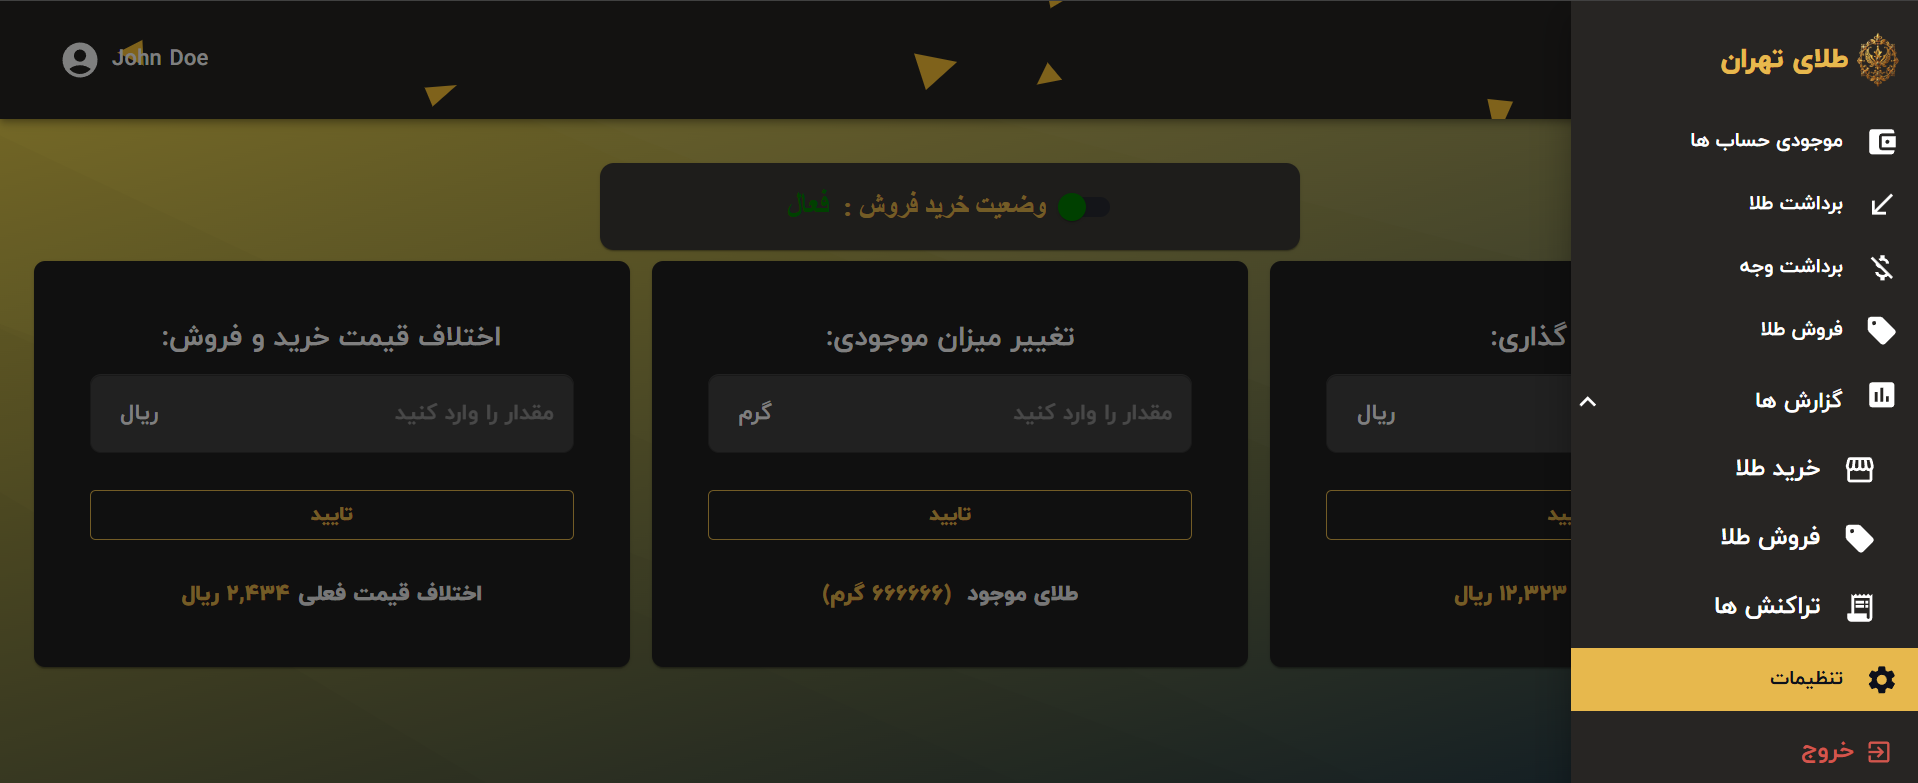 طلای تهران
موجودی حساب ها
برداشت طلا
برداشت وجه
فروش طلا
گزارش ها
خرید طلا
فروش طلا
تراکنش ها
تنظیمات
خروج
John Doe
وضعیت خرید فروش : فعال
گذاری:
ریال
۱۲,۳۲۳ ریال
تغییر میزان موجودی:
مقدار را وارد کنید گرم
تایید
طلای موجود (۶۶۶۶۶۶ گرم)
اختلاف قیمت خرید و فروش:
مقدار را وارد کنید ریال
تایید
اختلاف قیمت فعلی ۲,۴۳۴ ریال